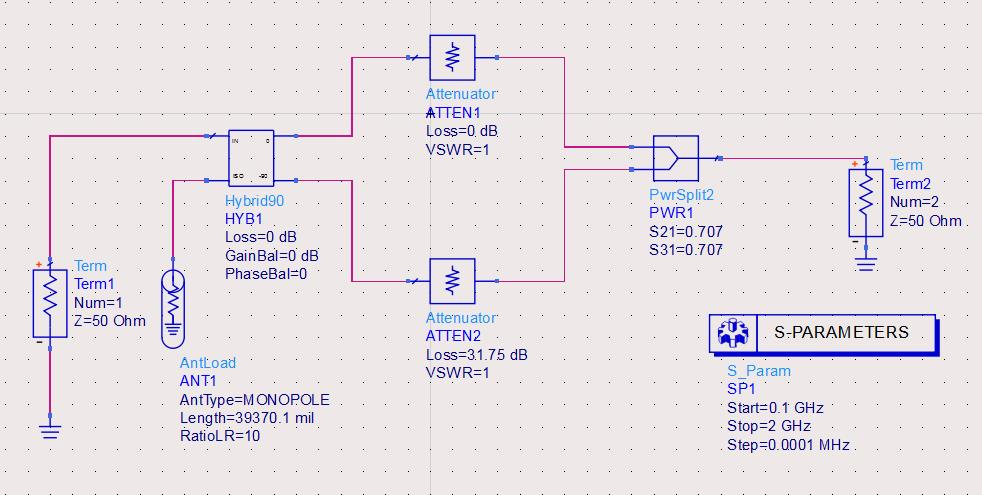 Attenuator
ATTEN1
Loss=0 dB
VSWR=1
IN
0
ISO
-90
Hybrid90
HYB1
Loss=0 dB
GainBal=0 dB
PhaseBal=0
PwrSplit2
PWR1
S21=0.707
S31=0.707
+
Term
Term2
Num=2
Z=50 Ohm
-
+
Term
Term1
Num=1
Z=50 Ohm
-
AntLoad
ANT1
AntType=MONOPOLE
Length=39370.1 mil
RatioLR=10
Attenuator
ATTEN2
Loss=31.75 dB
VSWR=1
S-PARAMETERS
S_Param
SP1
Start=0.1 GHz
Stop=2 GHz
Step=0.0001 MHz